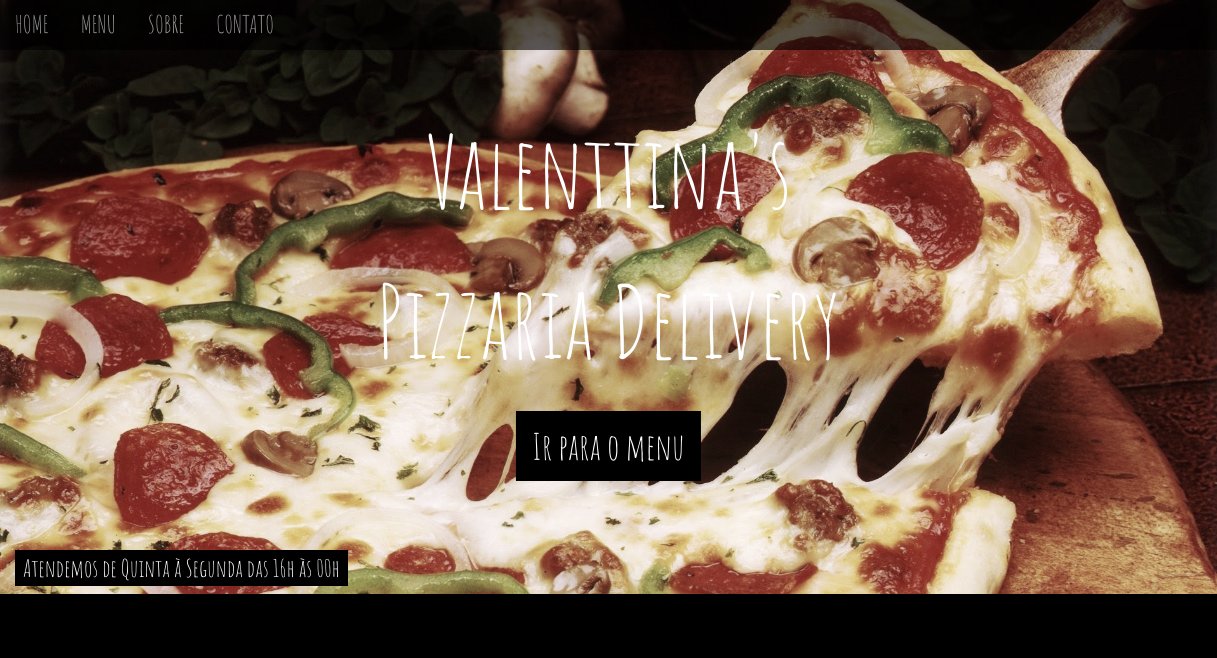 HOME MENU SOBRE CONTATO
Valenttina's
Pizzaria Delivery
Ir para o menu
Atendemos de Quinta à Segunda das 16h às 00h